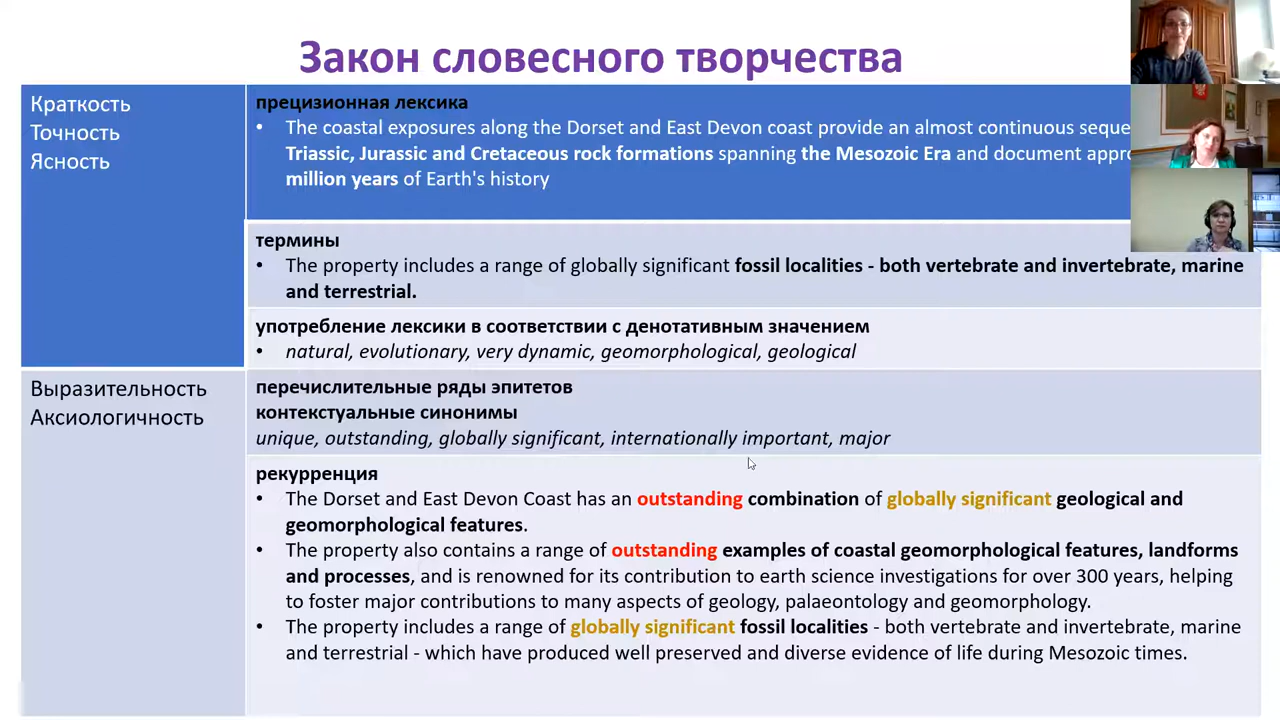 Закон словесного творчества
Краткость
Точность
Ясность
прецизионная лексика
• The coastal exposures along the Dorset and East Devon coast provide an almost continuous
Triassic, Jurassic and Cretaceous rock formations spanning the Mesozoic Era and document
million years of Earth's history
термины
• The property includes a range of globally significant fossil localities - both vertebrate and invertebrate, marine
and terrestrial.
употребление лексики в соответствии с денотативным значением
• natural, evolutionary, very dynamic, geomorphological, geological
Выразительность
Аксиологичность
перечислительные ряды эпитетов
контекстуальные синонимы
unique, outstanding, globally significant, internationally important, major
рекурренция
• The Dorset and East Devon Coast has an outstanding combination of globally significant geological and
geomorphological features.
• The property also contains a range of outstanding examples of coastal geomorphological features, landforms
and processes, and is renowned for its contribution to earth science investigations for over 300 years, helping
to foster major contributions to many aspects of geology, palaeontology and geomorphology.
• The property includes a range of globally significant fossil localities - both vertebrate and invertebrate, marine
and terrestrial - which have produced well preserved and diverse evidence of life during Mesozoic times.